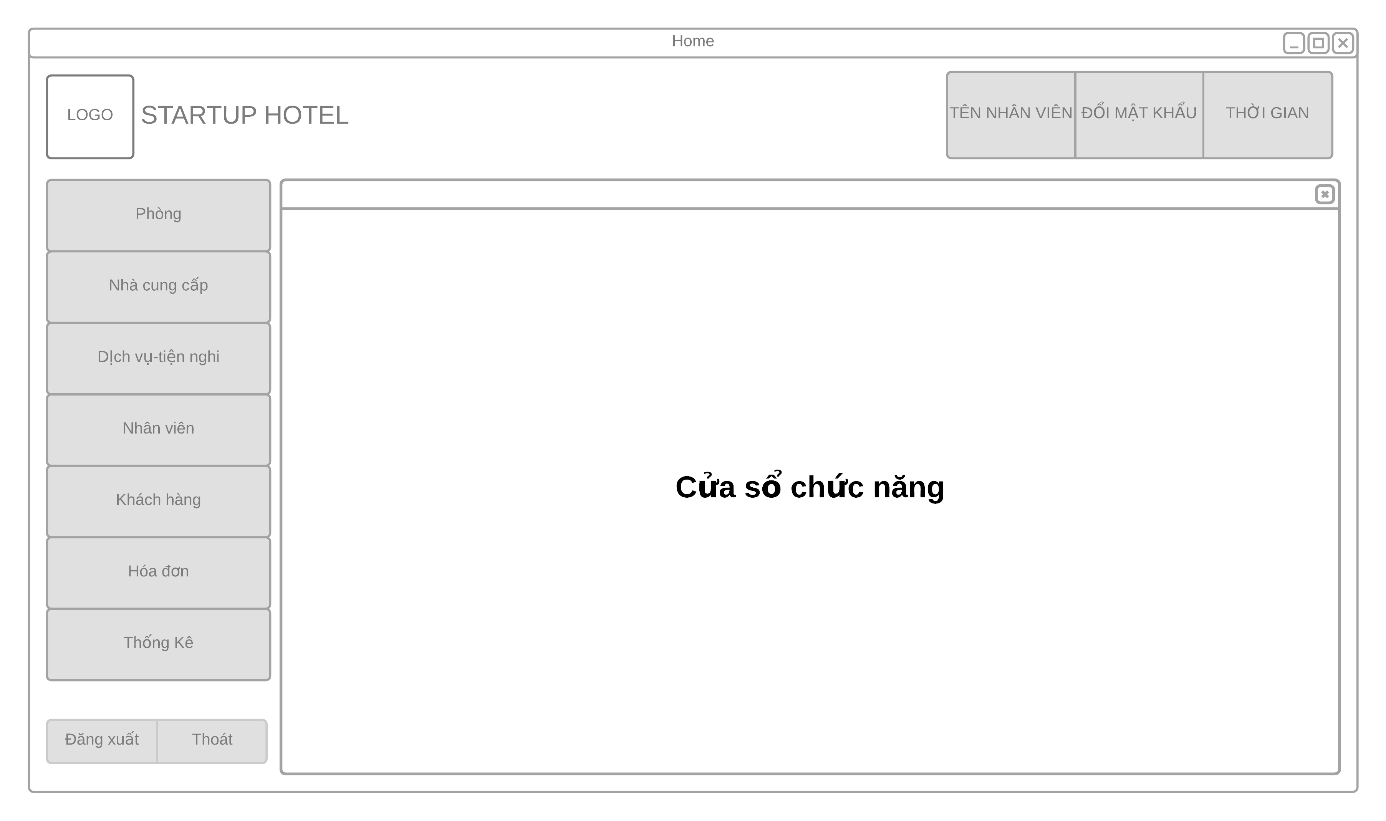 Home
LOGO
STARTUP HOTEL
TÊN NHÂN VIÊN
ĐỔI MẬT KHẨU
THỜI GIAN
Phòng
Nhà cung cấp
Dịch vụ-tiện nghi
Nhân viên
Khách hàng
Hóa đơn
Thống Kê
Đăng xuất
Thoát
Cửa sổ chức năng